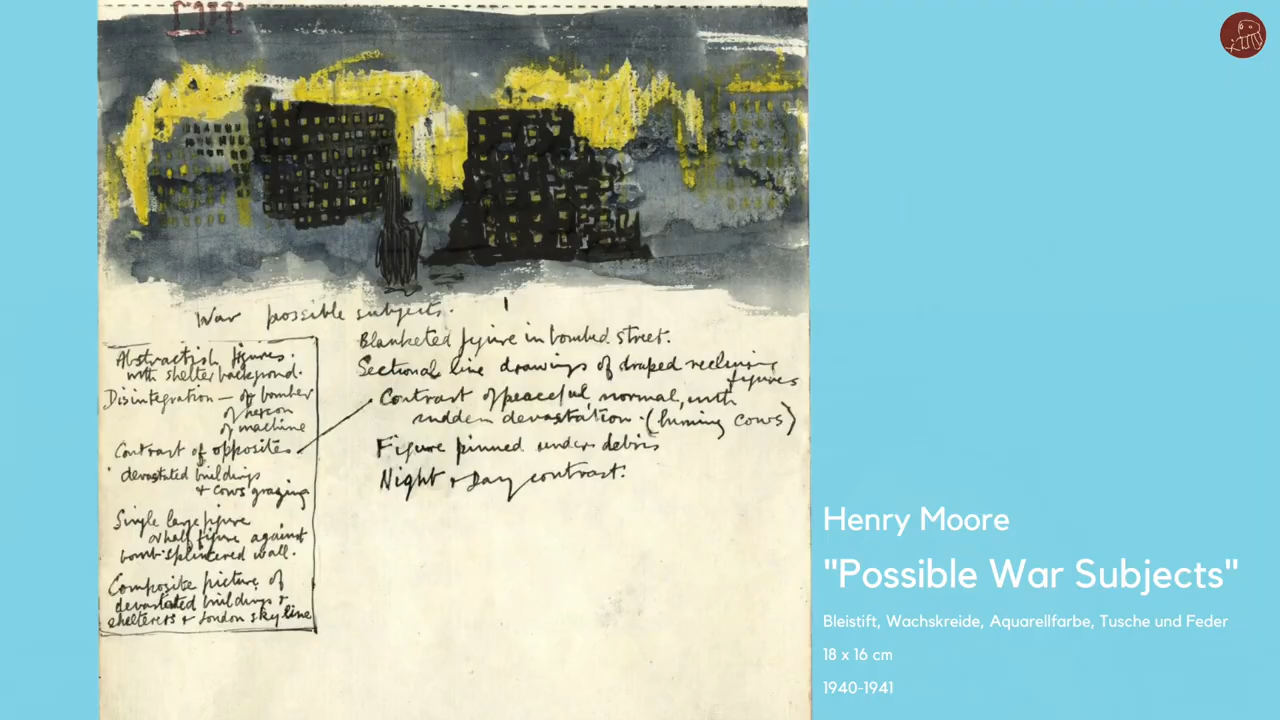 War possible subjects.
Abstractish figures.
with shelter background.
Disintegration — of bomber
of heron
of machine
Contrast of opposites.
devastated buildings
+ cows grazing
Single large figure
or half figure against
bomb splintered wall.
Composite picture of
devastated buildings +
shelterers + London sky line
Blanketed figure in bombed street.
Sectional line drawings of draped reclining
figures
Contrast of peaceful normal, with
sudden devastation. (burning cows)
Figure pinned under debris
Night + Day contrast.
Henry Moore
"Possible War Subjects"
Bleistift, Wachskreide, Aquarellfarbe, Tusche und Feder
18 x 16 cm
1940-1941